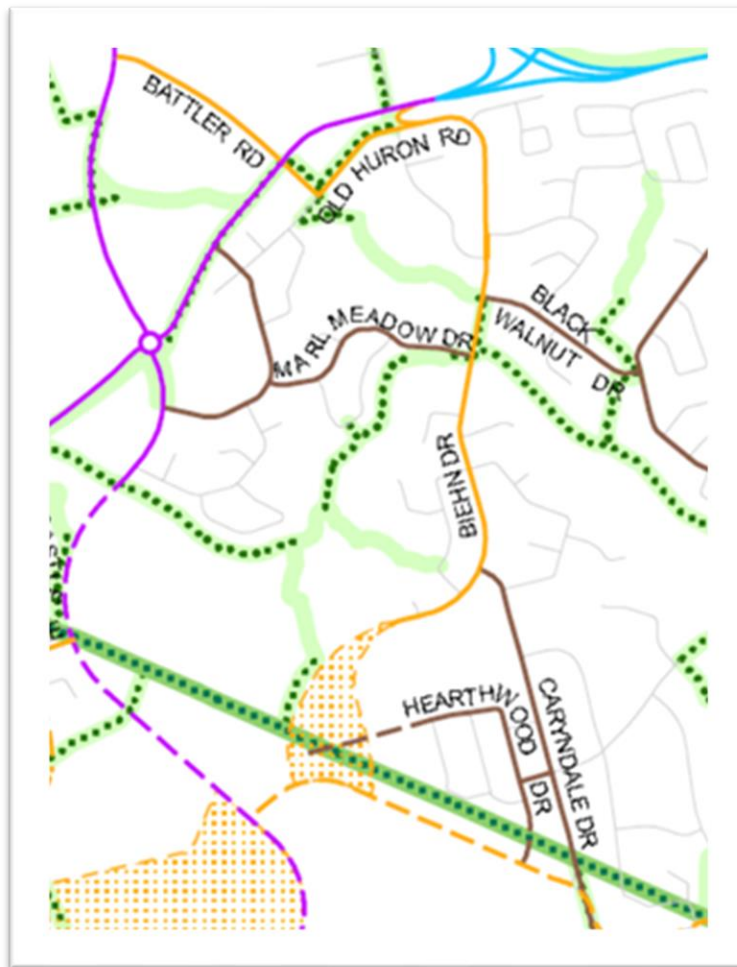 BATTLER RD
OLD HURON RD
BLACK
WALNUT DR
MARL MEADOW DR
BIEHN DR
HEARTHWOOD
DR
CARYNDALE DR